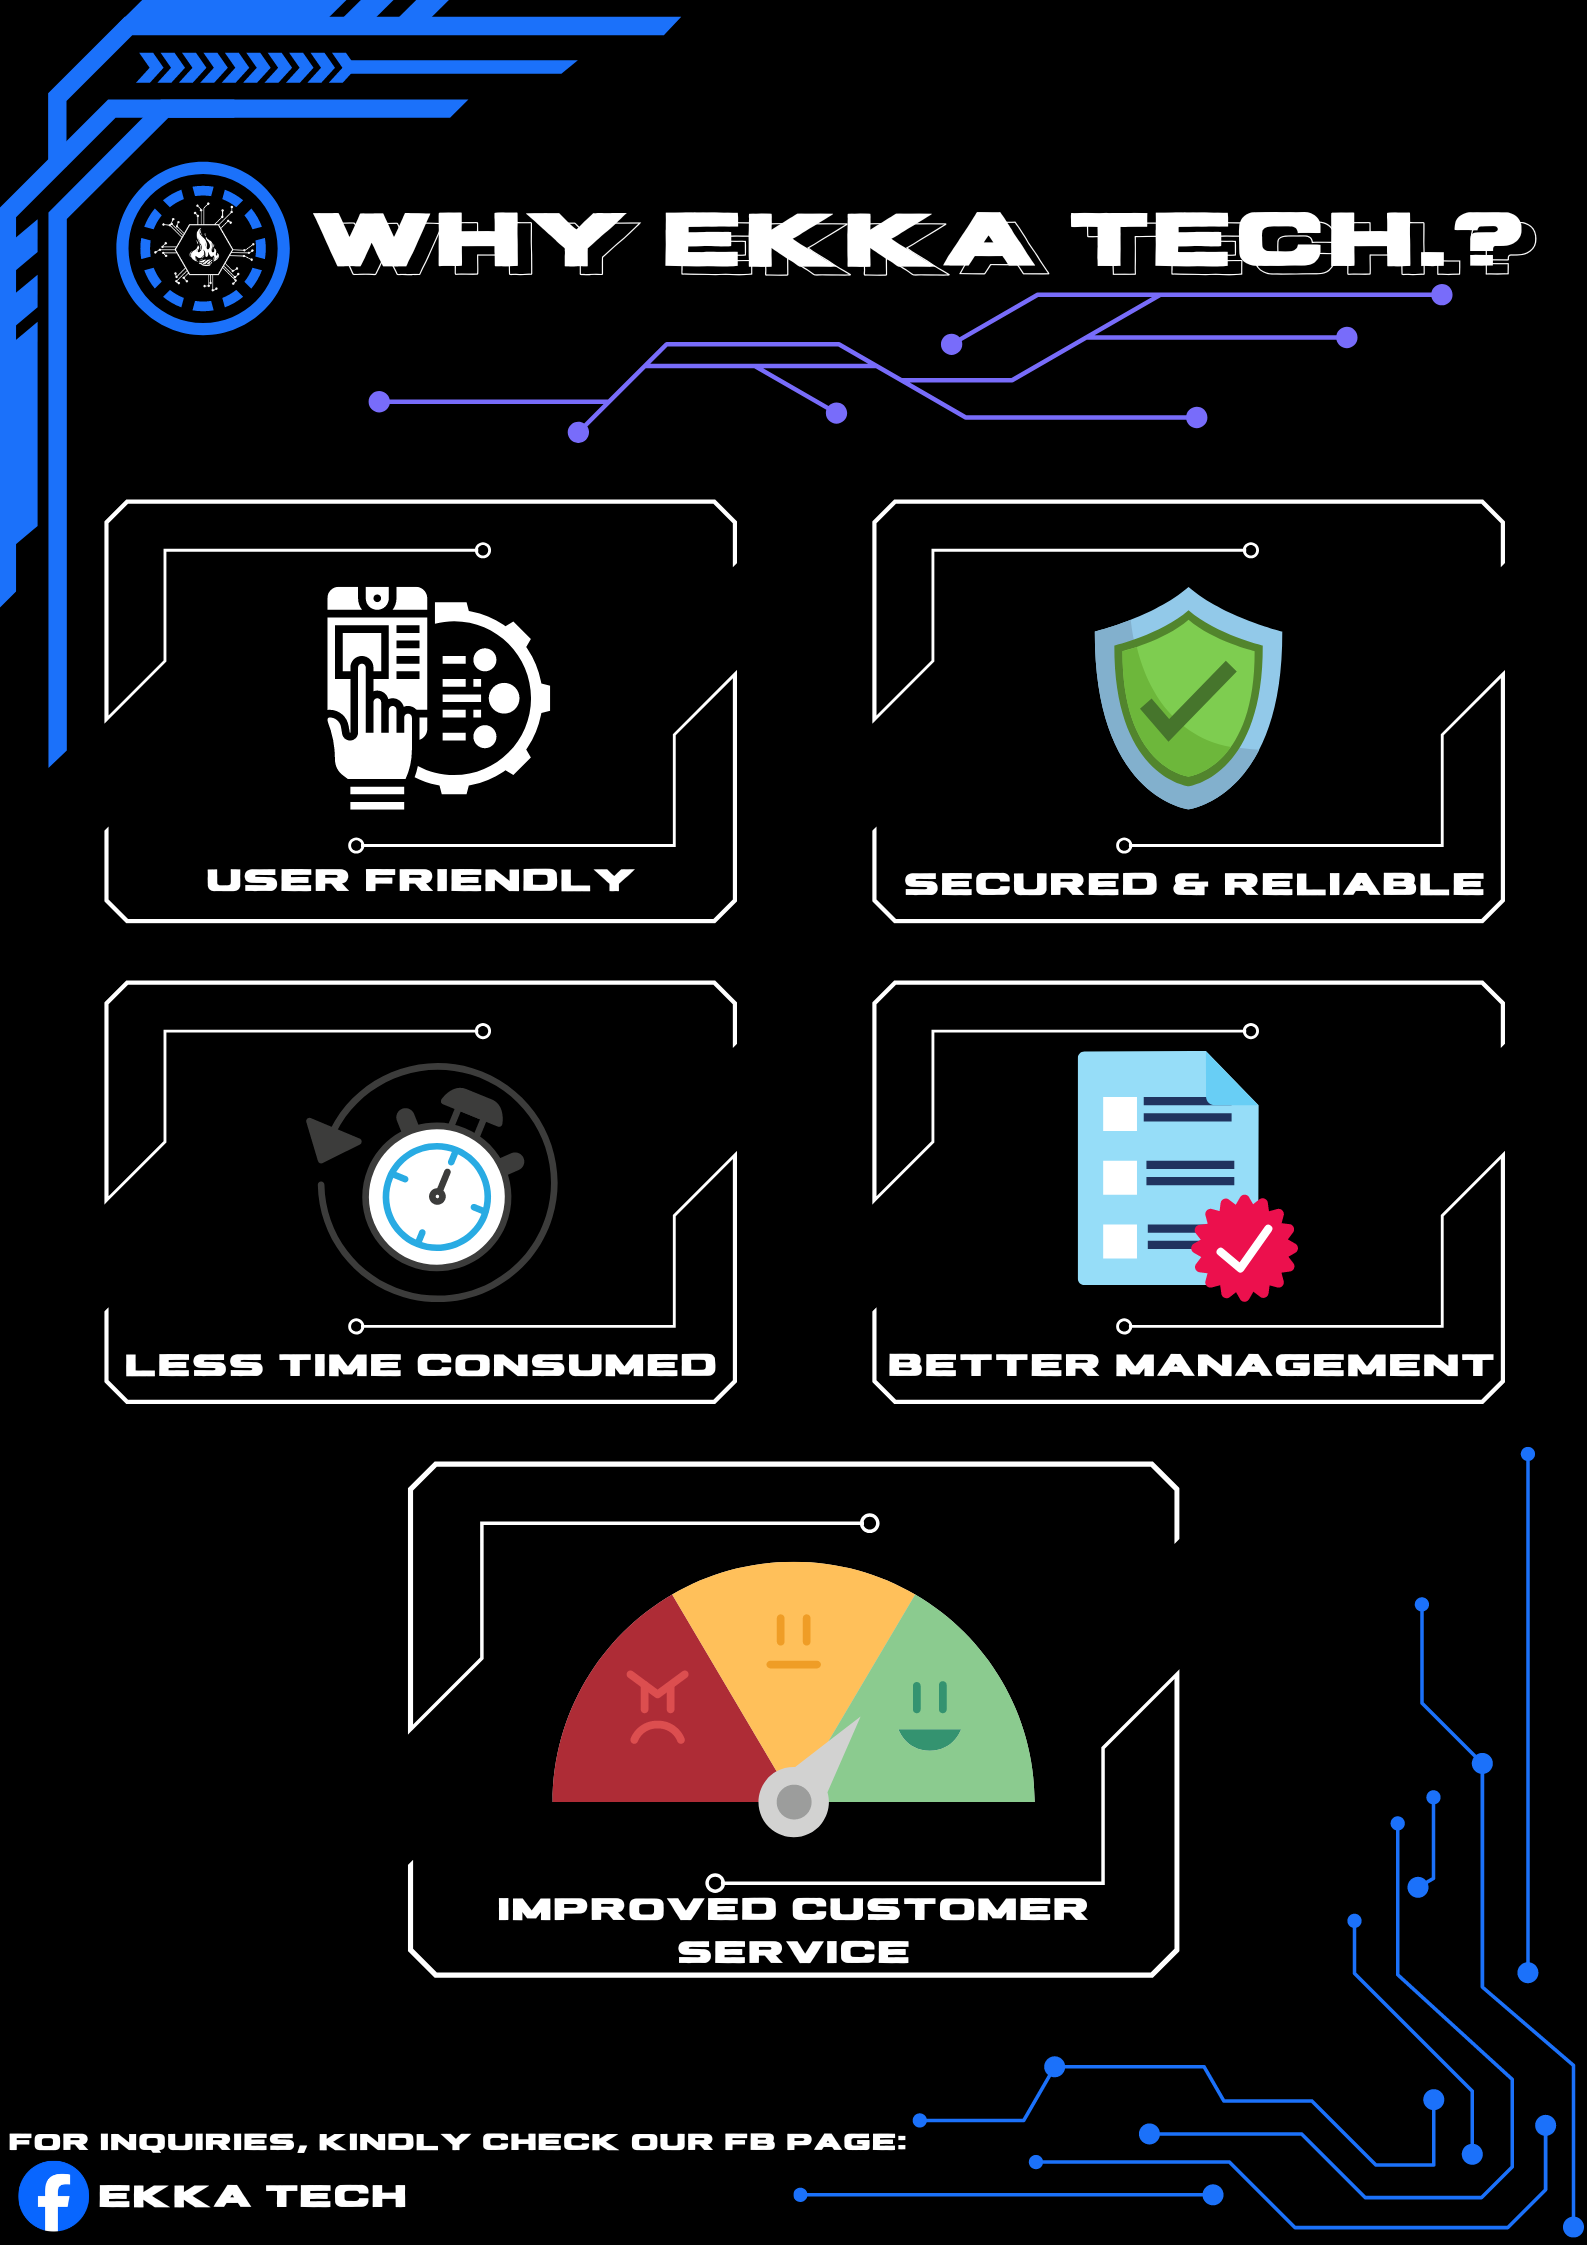 WHY EKKA TECH.?
USER FRIENDLY
SECURED & RELIABLE
LESS TIME CONSUMED
BETTER MANAGEMENT
IMPROVED CUSTOMER
SERVICE
FOR INQUIRIES, KINDLY CHECK OUR FB PAGE:
EKKA TECH